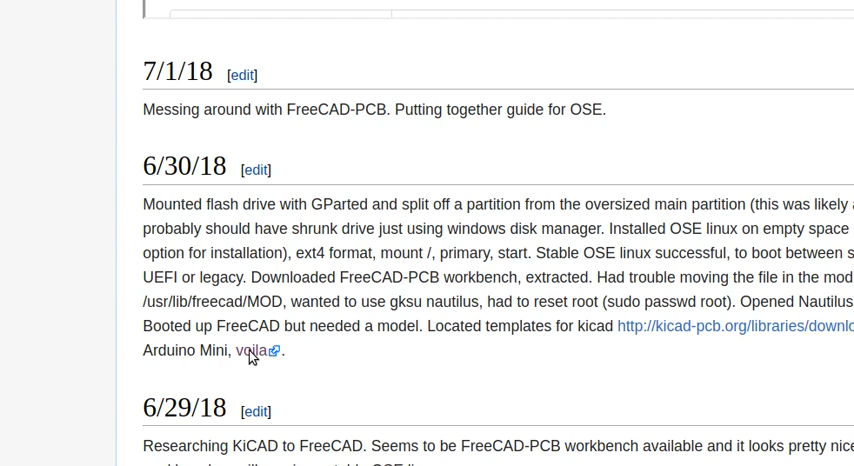 7/1/18 [edit]
Messing around with FreeCAD-PCB. Putting together guide for OSE.
6/30/18 [edit]
Mounted flash drive with GParted and split off a partition from the oversized main partition (this was likely
probably should have shrunk drive just using windows disk manager. Installed OSE linux on empty space
option for installation), ext4 format, mount /, primary, start. Stable OSE linux successful, to boot between
UEFI or legacy. Downloaded FreeCAD-PCB workbench, extracted. Had trouble moving the file in the mod
/usr/lib/freecad/MOD, wanted to use gksu nautilus, had to reset root (sudo passwd root). Opened Nautilus
Booted up FreeCAD but needed a model. Located templates for kicad http://kicad-pcb.org/libraries/downlo
Arduino Mini, voila.
6/29/18 [edit]
Researching KiCAD to FreeCAD. Seems to be FreeCAD-PCB workbench available and it looks pretty nice